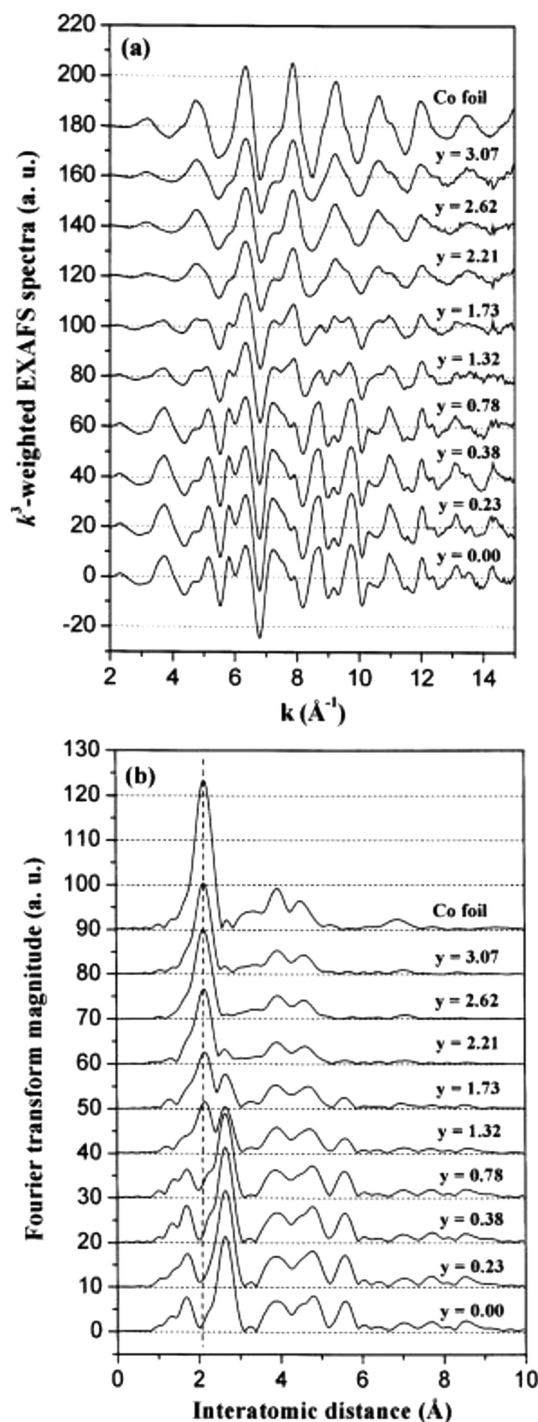 (a)
220
200
180
160
140
120
100
80
60
40
20
0
-20
k³-weighted EXAFS spectra (a. u.)
Co foil
y = 3.07
y = 2.62
y = 2.21
y = 1.73
y = 1.32
y = 0.78
y = 0.38
y = 0.23
y = 0.00
2 4 6 8 10 12 14
k (Å⁻¹)
(b)
130
120
110
100
90
80
70
60
50
40
30
20
10
0
Fourier transform magnitude (a. u.)
Co foil
y = 3.07
y = 2.62
y = 2.21
y = 1.73
y = 1.32
y = 0.78
y = 0.38
y = 0.23
y = 0.00
0 2 4 6 8 10
Interatomic distance (Å)